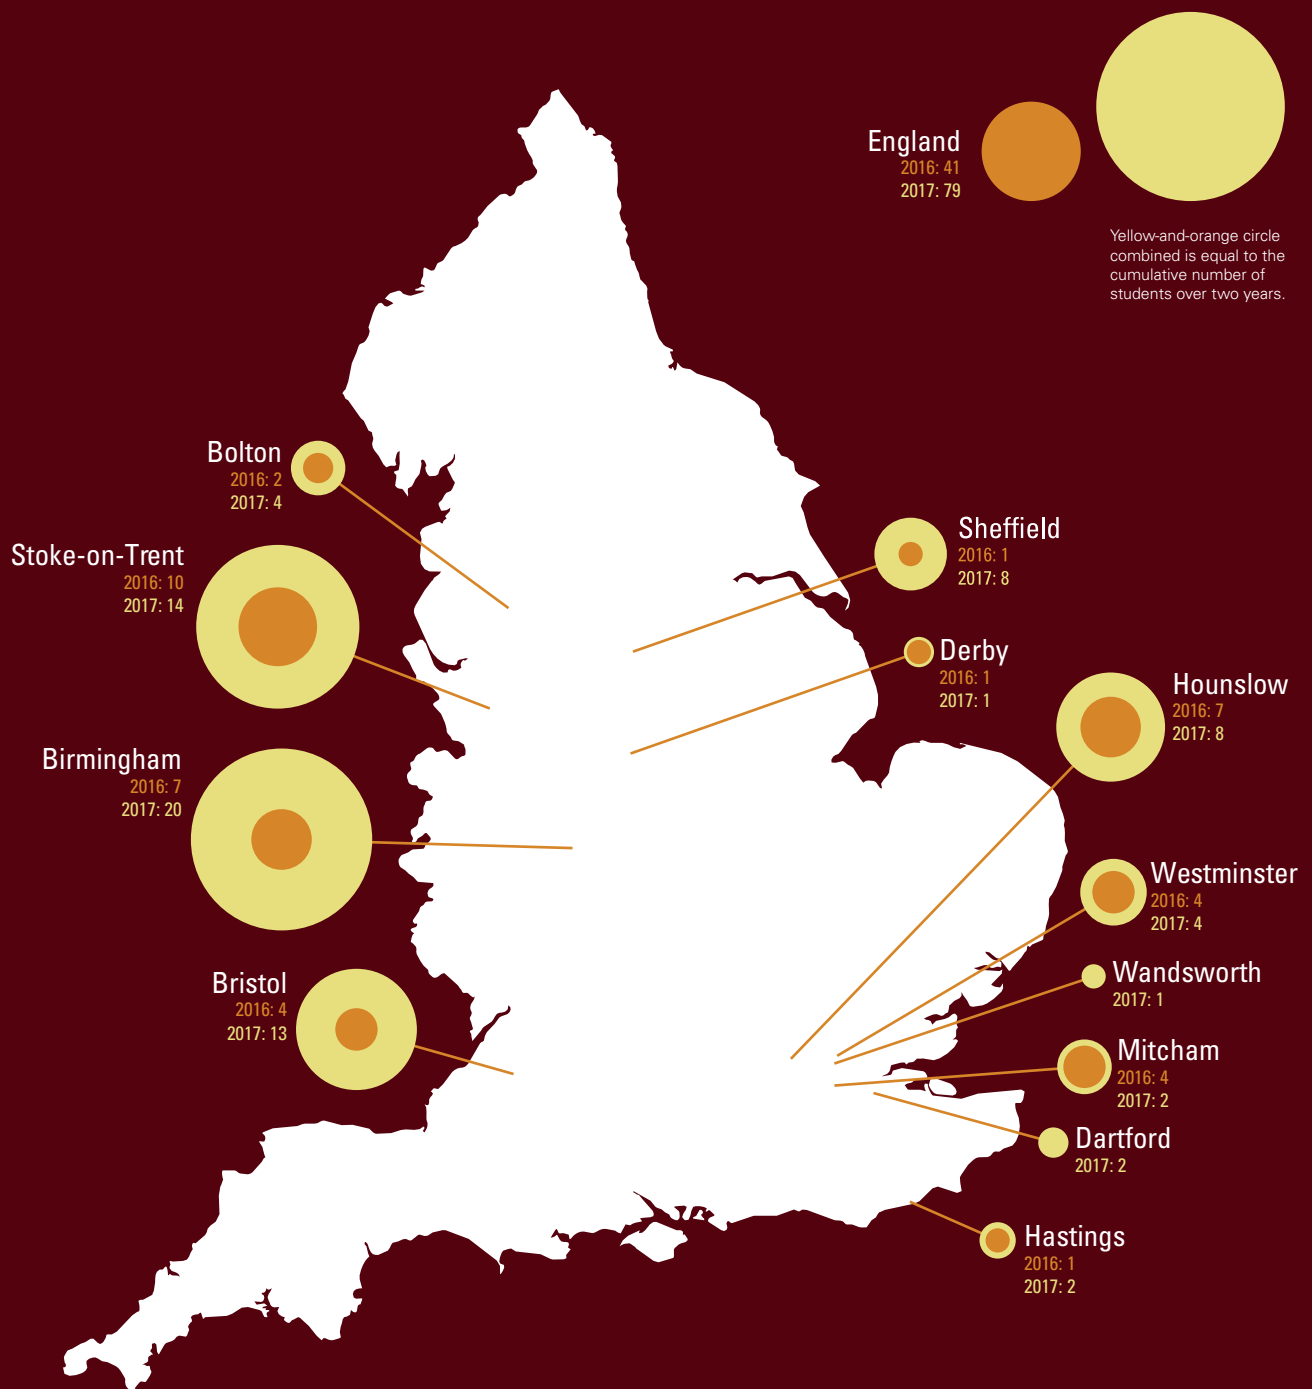 England
2016: 41
2017: 79
Yellow-and-orange circle
combined is equal to the
cumulative number of
students over two years.
Bolton
2016: 2
2017: 4
Stoke-on-Trent
2016: 10
2017: 14
Birmingham
2016: 7
2017: 20
Bristol
2016: 4
2017: 13
Sheffield
2016: 1
2017: 8
Derby
2016: 1
2017: 1
Hounslow
2016: 7
2017: 8
Westminster
2016: 4
2017: 4
Wandsworth
2017: 1
Mitcham
2016: 4
2017: 2
Dartford
2017: 2
Hastings
2016: 1
2017: 2